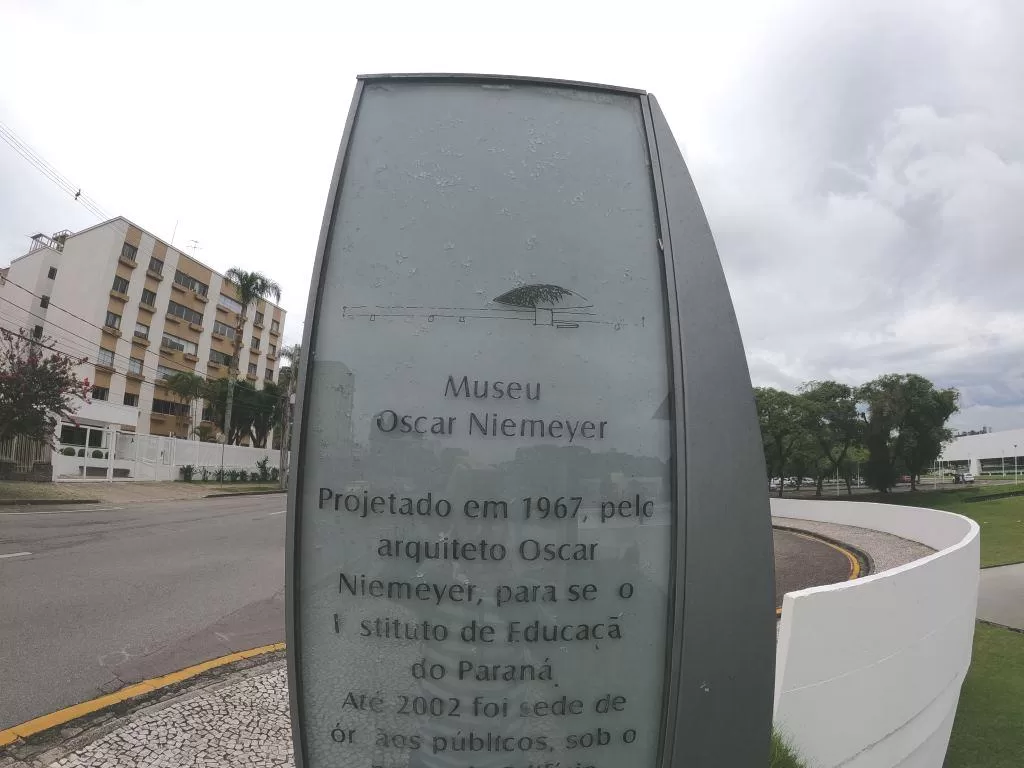 Museu
Oscar Niemeyer
Projetado em 1967, pelo
arquiteto Oscar
Niemeyer, para se o
I stituto de Educaçã
do Paraná
Até 2002 foi sede de
ór aos públicos, sob o